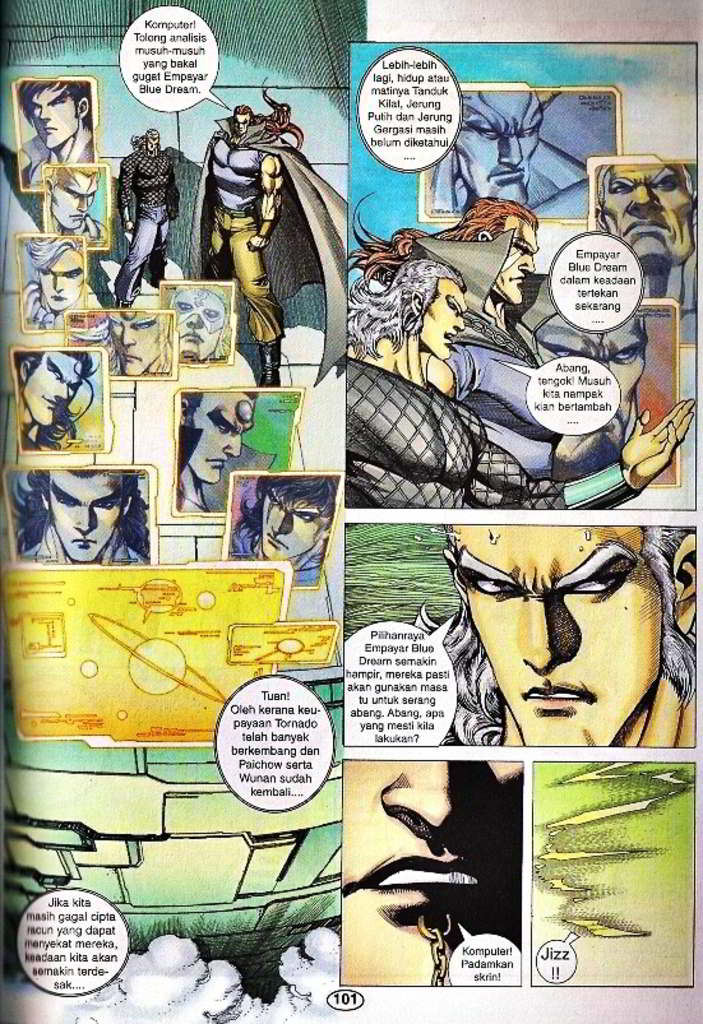 Komputer!
Tolong analisis
musuh-musuh
yang bakal
gugat Empayar
Blue Dream.
Tuan!
Oleh kerana keu-
payaan Tornado
telah banyak
berkembang dan
Paichow serta
Wunan sudah
kembali....
Jika kita
masih gagal cipta
racun yang dapat
menyekat mereka,
keadaan kita akan
semakin terde-
sak....
Lebih-lebih
lagi, hidup atau
matinya Tanduk
Kilat, Jerung
Putih dan Jerung
Gergasi masih
belum diketahui
....
Empayar
Blue Dream
dalam keadaan
tertekan
sekarang
....
Abang,
tengok! Musuh
kita nampak
kian bertambah
....
Pilihanraya
Empayar Blue
Dream semakin
hampir, mereka pasti
akan gunakan masa
tu untuk serang
abang. Abang, apa
yang mesti kita
lakukan?
Komputer!
Padamkan
skrin!
Jizz
!!
101